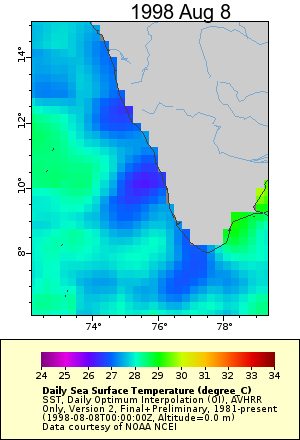 1998 Aug 8
14°
12°
10°
8°
74° 76° 78°
24 25 26 27 28 29 30 31 32 33 34
Daily Sea Surface Temperature (degree_C)
SST, Daily Optimum Interpolation (OI), AVHRR
Only, Version 2, Final+Preliminary, 1981-present
(1998-08-08T00:00:00Z, Altitude=0.0 m)
Data courtesy of NOAA NCEI